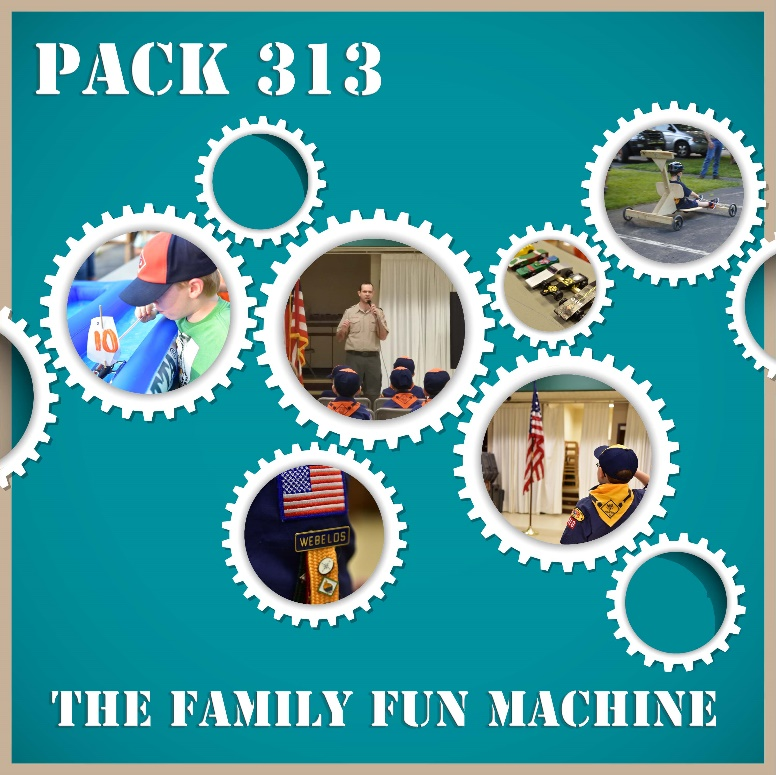 PACK 313
10
WEBELOS
THE FAMILY FUN MACHINE